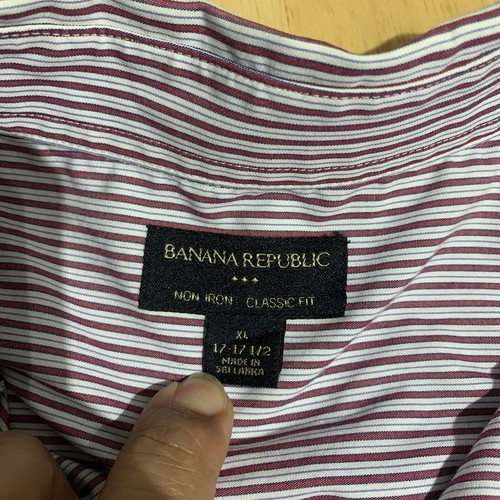 BANANA REPUBLIC
NON IRON CLASSIC FIT
XL
17-17 1/2
MADE IN
SRI LANKA